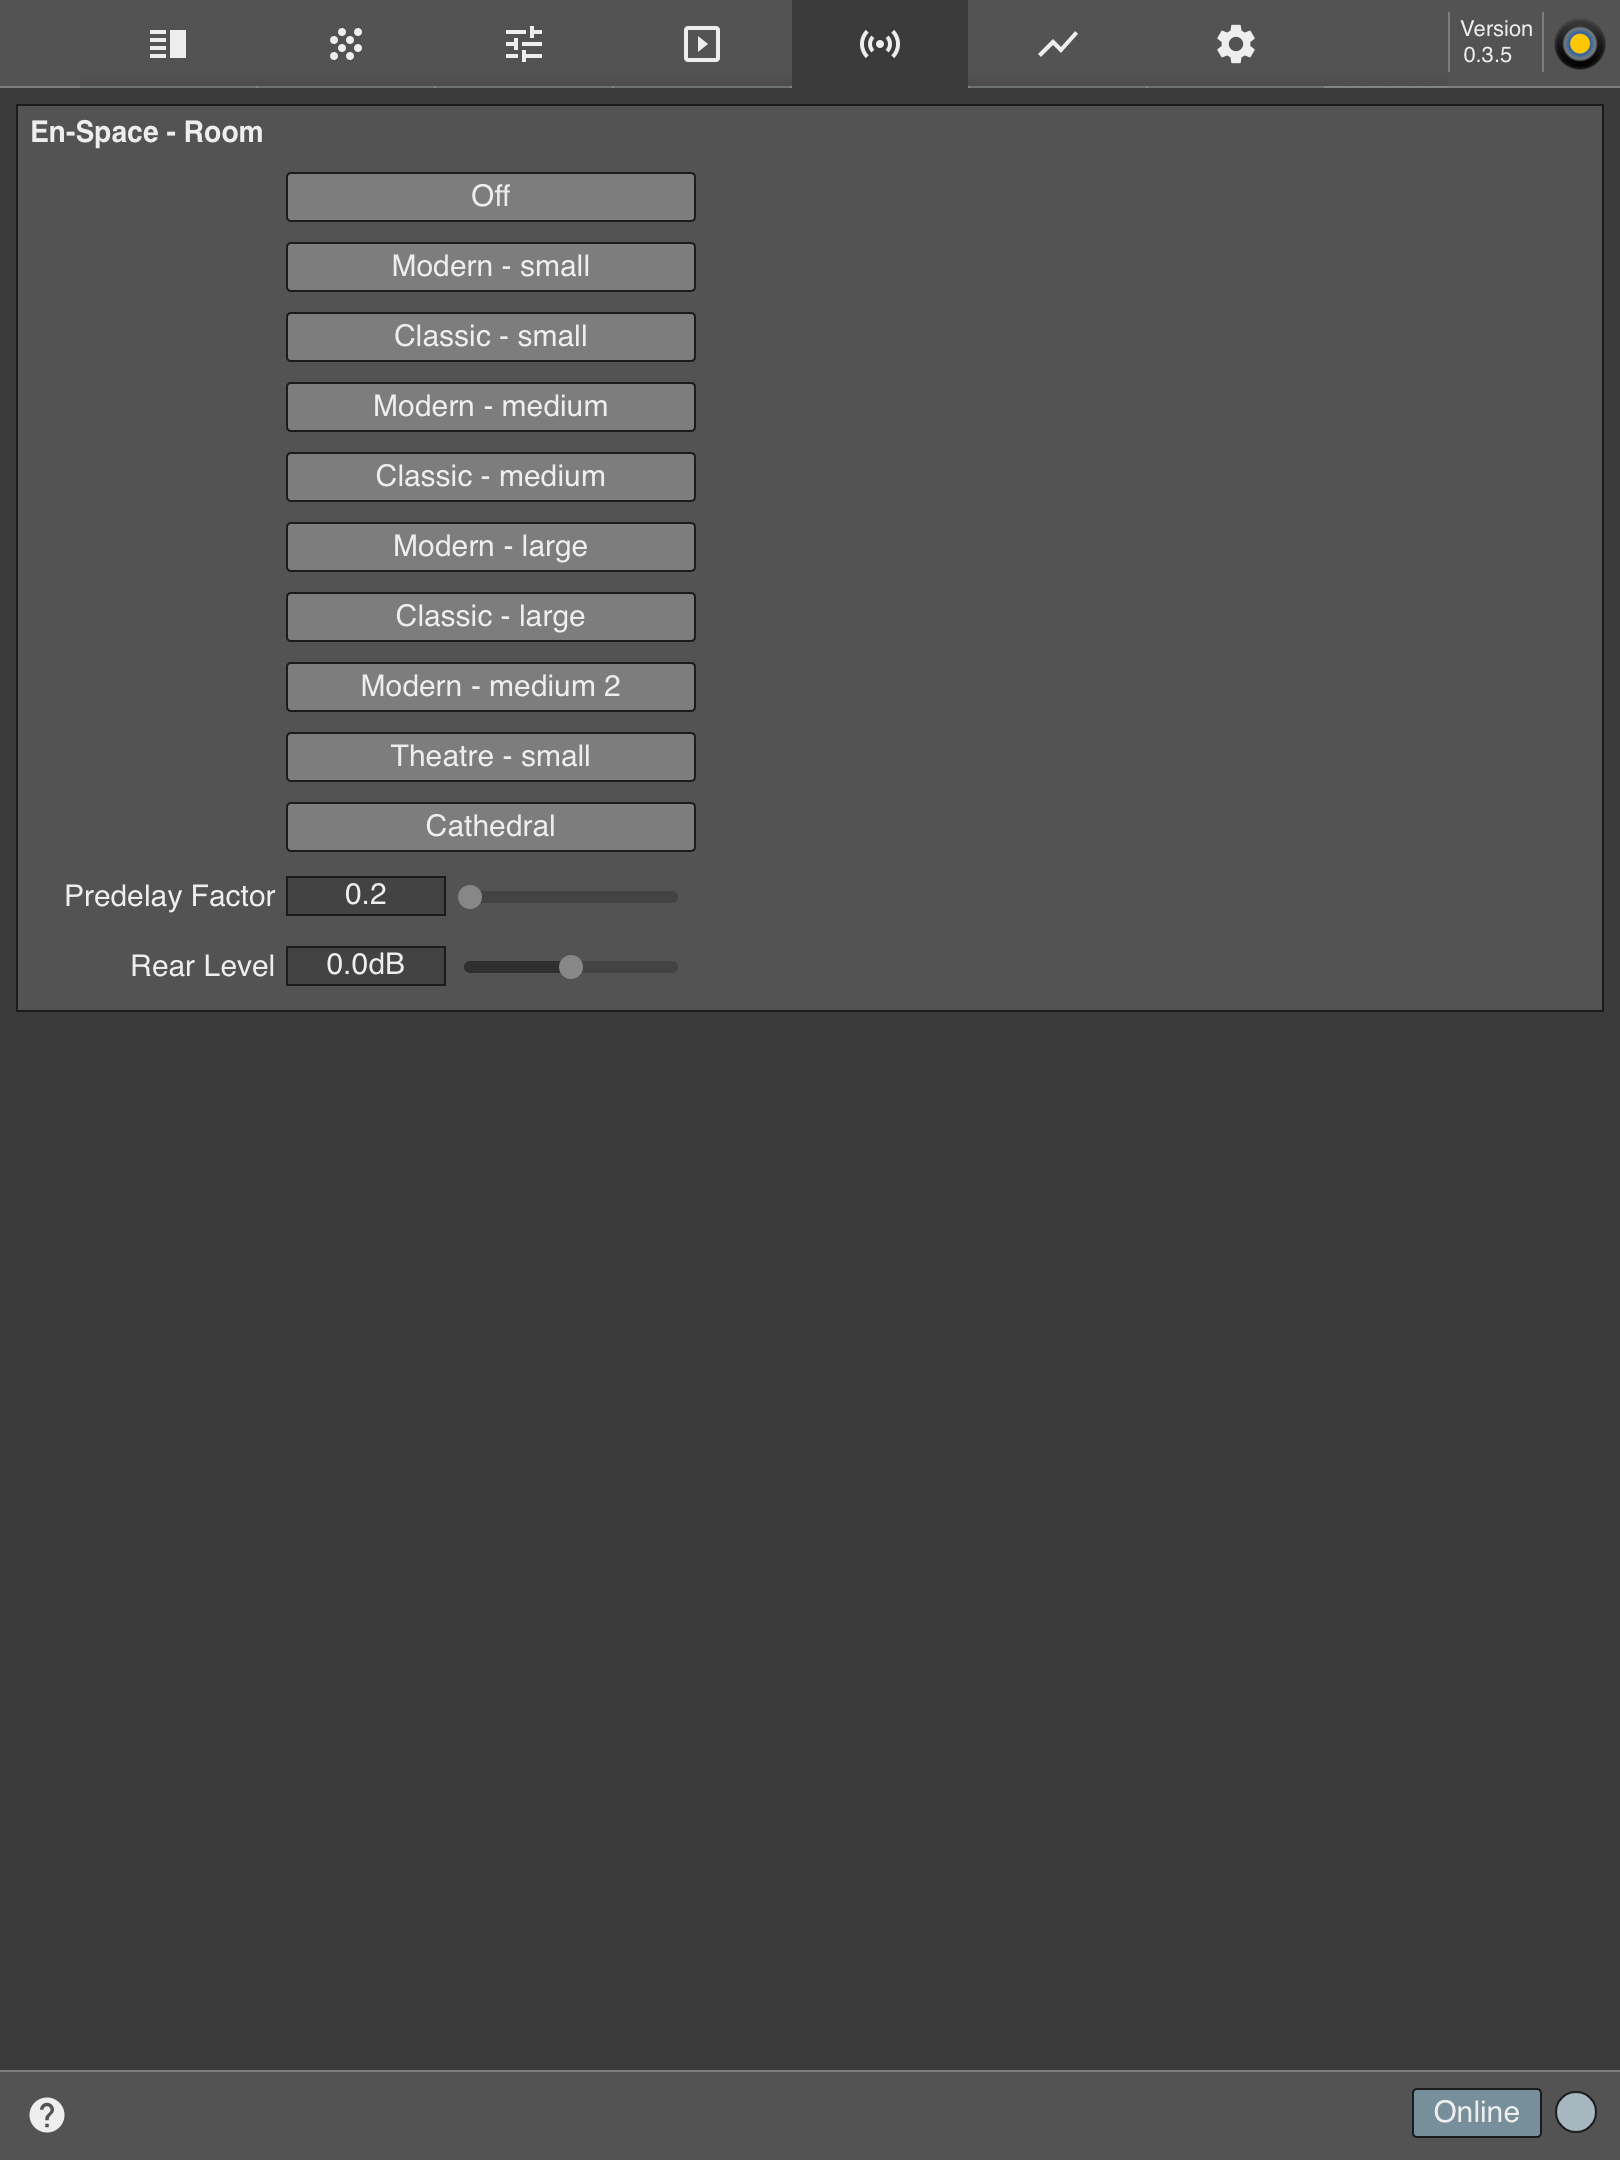 Version
0.3.5
En-Space - Room
Off
Modern - small
Classic - small
Modern - medium
Classic - medium
Modern - large
Classic - large
Modern - medium 2
Theatre - small
Cathedral
Predelay Factor 0.2
Rear Level 0.0dB
?
Online